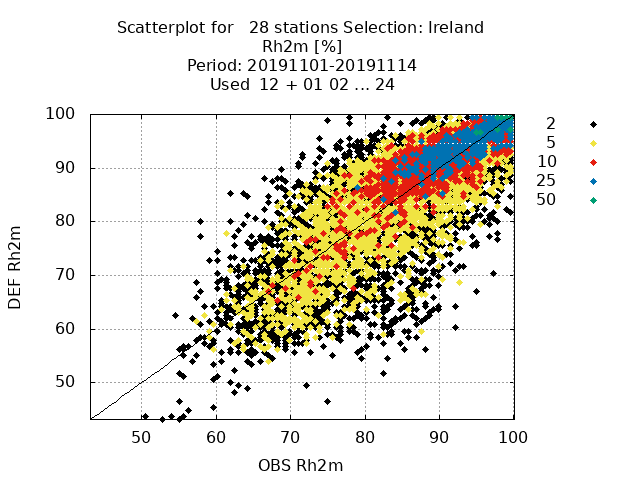 Scatterplot for 28 stations Selection: Ireland
Rh2m [%]
Period: 20191101-20191114
Used 12 + 01 02 ... 24
100
90
80
70
60
50
DEF Rh2m
50 60 70 80 90 100
OBS Rh2m
2
5
10
25
50